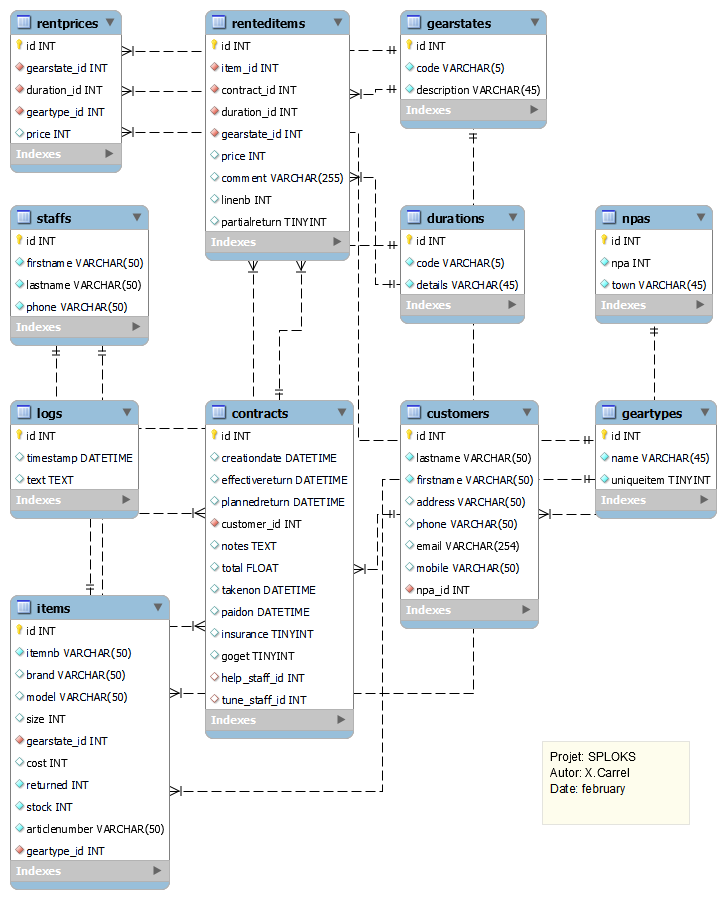 rentprices
id INT
gearstate_id INT
duration_id INT
geartype_id INT
price INT
Indexes
renteditems
id INT
item_id INT
contract_id INT
duration_id INT
gearstate_id INT
price INT
comment VARCHAR(255)
linenb INT
partialreturn TINYINT
Indexes
gearstates
id INT
code VARCHAR(5)
description VARCHAR(45)
Indexes
staffs
id INT
firstname VARCHAR(50)
lastname VARCHAR(50)
phone VARCHAR(50)
Indexes
durations
id INT
code VARCHAR(5)
details VARCHAR(45)
Indexes
npas
id INT
npa INT
town VARCHAR(45)
Indexes
logs
id INT
timestamp DATETIME
text TEXT
Indexes
contracts
id INT
creationdate DATETIME
effectivereturn DATETIME
plannedreturn DATETIME
customer_id INT
notes TEXT
total FLOAT
takenon DATETIME
paidon DATETIME
insurance TINYINT
goget TINYINT
help_staff_id INT
tune_staff_id INT
Indexes
customers
id INT
lastname VARCHAR(50)
firstname VARCHAR(50)
address VARCHAR(50)
phone VARCHAR(50)
email VARCHAR(254)
mobile VARCHAR(50)
npa_id INT
Indexes
geartypes
id INT
name VARCHAR(45)
uniqueitem TINYINT
Indexes
items
id INT
itemnb VARCHAR(50)
brand VARCHAR(50)
model VARCHAR(50)
size INT
gearstate_id INT
cost INT
returned INT
stock INT
articlenumber VARCHAR(50)
geartype_id INT
Indexes
Projet: SPLOKS
Autor: X.Carrel
Date: february